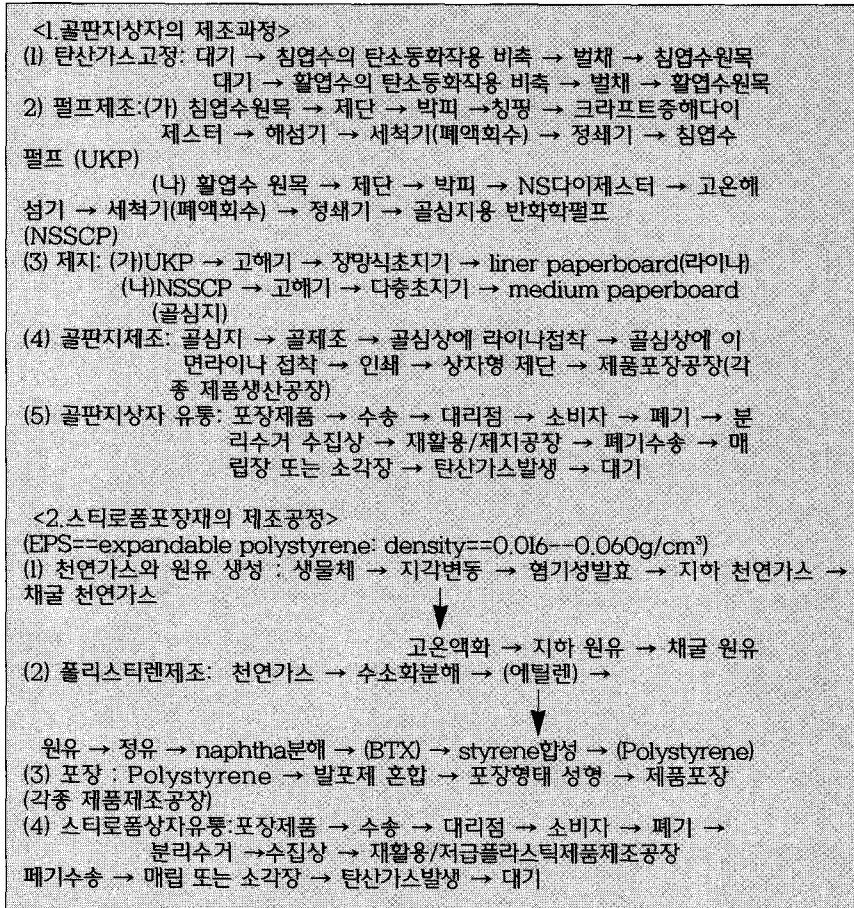 <1.골판지상자의 제조과정>
(1) 탄산가스고정: 대기 → 침엽수의 탄소동화작용 비축 → 벌채 → 침엽수원목
대기 → 활엽수의 탄소동화작용 비축 → 벌채 → 활엽수원목
2) 펄프제조:(가) 침엽수원목 → 제단 → 박피 →칭핑 → 크라프트증해다이
제스터 → 해섬기 → 세척기(폐액회수) → 정쇄기 → 침엽수
펄프 (UKP)
(나) 활엽수 원목 → 제단 → 박피 → NS다이제스터 → 고온해
섬기 → 세척기(폐액회수) → 정쇄기 → 골심지용 반화학펄프
(NSSCP)
(3) 제지: (가)UKP → 고해기 → 장망식초지기 → liner paperboard(라이나)
(나)NSSCP → 고해기 → 다층초지기 → medium paperboard
(골심지)
(4) 골판지제조: 골심지 → 골제조 → 골심상에 라이나접착 → 골심상에 이
면라이나 접착 → 인쇄 → 상자형 제단 → 제품포장공장(각
종 제품생산공장)
(5) 골판지상자 유통: 포장제품 → 수송 → 대리점 → 소비자 → 폐기 → 분
리수거 수집상 → 재활용/제지공장 → 폐기수송 → 매
립장 또는 소각장 → 탄산가스발생 → 대기
<2.스티로폼포장재의 제조공정>
(EPS==expandable polystyrene: density==0.016--0.060g/cm³)
(1) 천연가스와 원유 생성 : 생물체 → 지각변동 → 혐기성발효 → 지하 천연가스 →
채굴 천연가스
고온액화 → 지하 원유 → 채굴 원유
(2) 폴리스티렌제조: 천연가스 → 수소화분해 → (에틸렌) →
원유 → 정유 → naphtha분해 → (BTX) → styrene합성 → (Polystyrene)
(3) 포장 : Polystyrene → 발포제 혼합 → 포장형태 성형 → 제품포장
(각종 제품제조공장)
(4) 스티로폼상자유통:포장제품 → 수송 → 대리점 → 소비자 → 폐기 →
분리수거 →수집상 → 재활용/저급플라스틱제품제조공장
폐기수송 → 매립 또는 소각장 → 탄산가스발생 → 대기